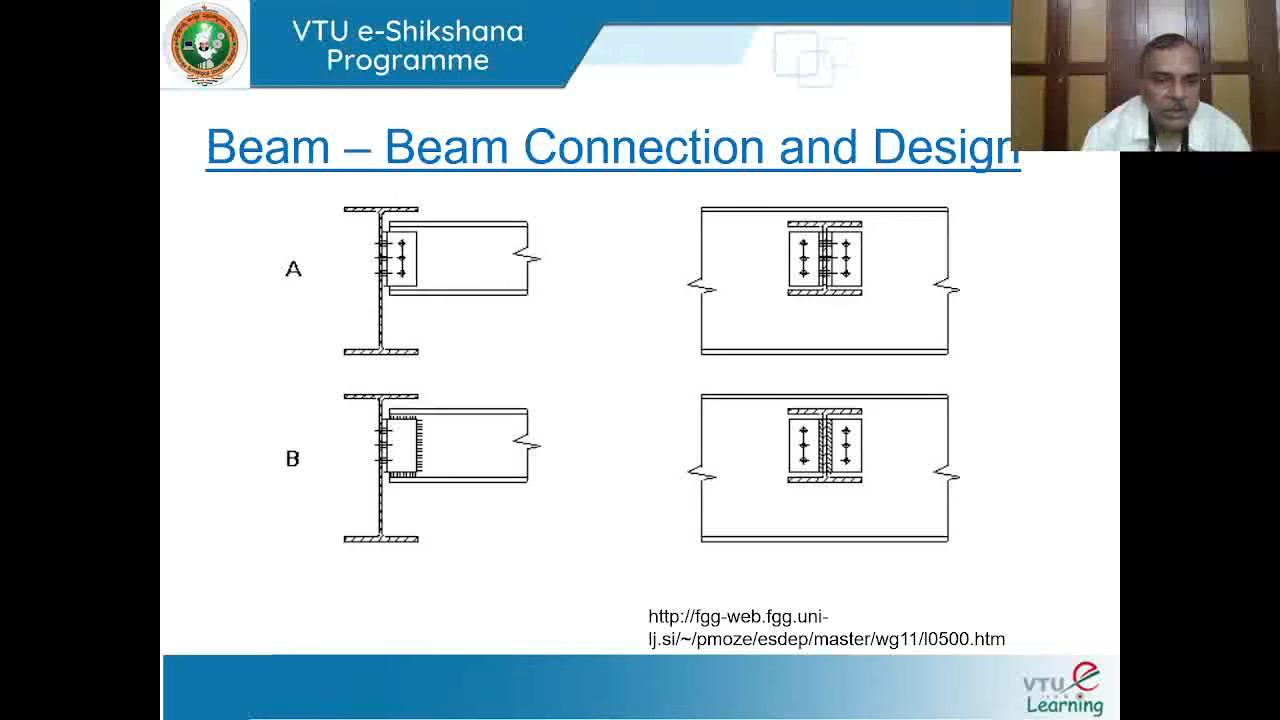 VTU e-Shikshana
Programme
Beam – Beam Connection and Design
A
B
http://fgg-web.fgg.uni-
lj.si/~/pmoze/esdep/master/wg11/l0500.htm
VTU e
Learning